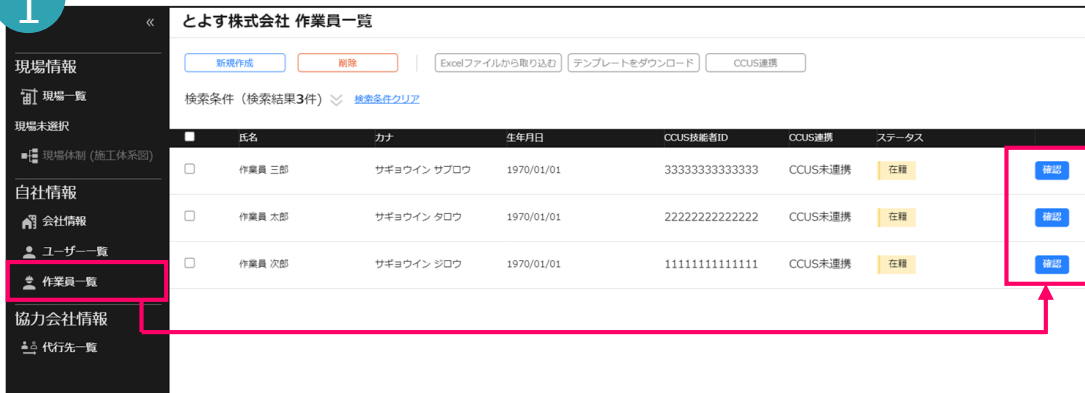 1
«
とよす株式会社 作業員一覧
現場情報
現場一覧
現場未選択
現場体制 (施工体系図)
自社情報
会社情報
ユーザー一覧
作業員一覧
協力会社情報
代行先一覧
新規作成 削除 Excelファイルから取り込む テンプレートをダウンロード CCUS連携
検索条件（検索結果3件） 検索条件クリア
氏名 カナ 生年月日 CCUS技能者ID CCUS連携 ステータス
作業員 三郎 サギョウイン サブロウ 1970/01/01 33333333333333 CCUS未連携 在籍 確認
作業員 太郎 サギョウイン タロウ 1970/01/01 22222222222222 CCUS未連携 在籍 確認
作業員 次郎 サギョウイン ジロウ 1970/01/01 11111111111111 CCUS未連携 在籍 確認